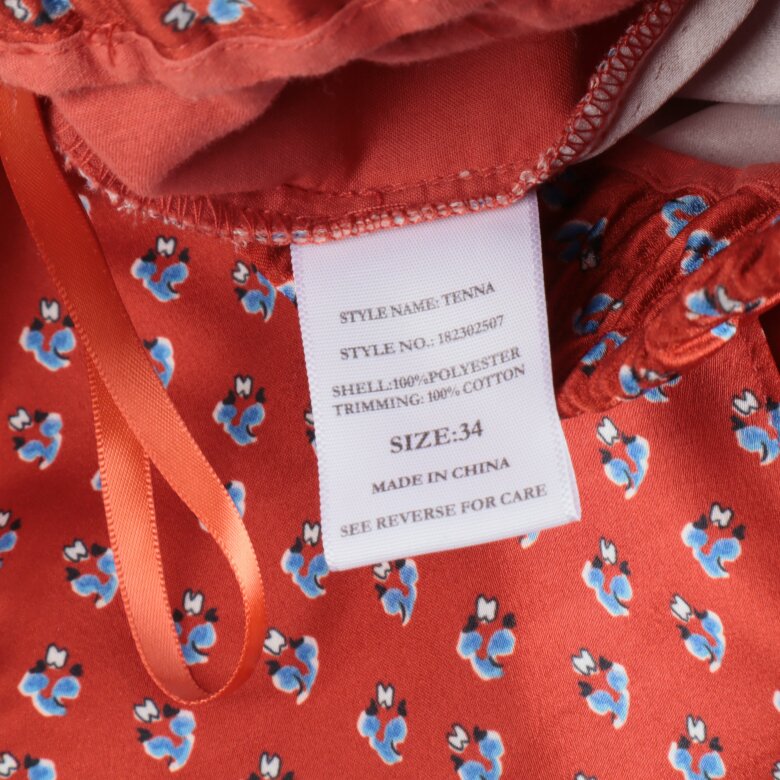 STYLE NAME: TENNA
STYLE NO.: 182302507
SHELL:100%POLYESTER
TRIMMING: 100% COTTON
SIZE:34
MADE IN CHINA
SEE REVERSE FOR CARE